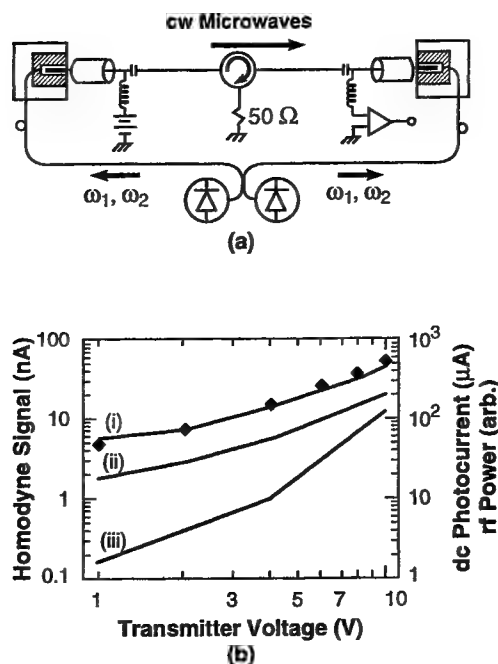 cw Microwaves
50 Ω
ω1, ω2
ω1, ω2
(a)
Homodyne Signal (nA)
100
10
1
0.1
(i)
(ii)
(iii)
10³
10²
10
1
dc Photocurrent (μA)
rf Power (arb.)
1
3
5
7
10
Transmitter Voltage (V)
(b)